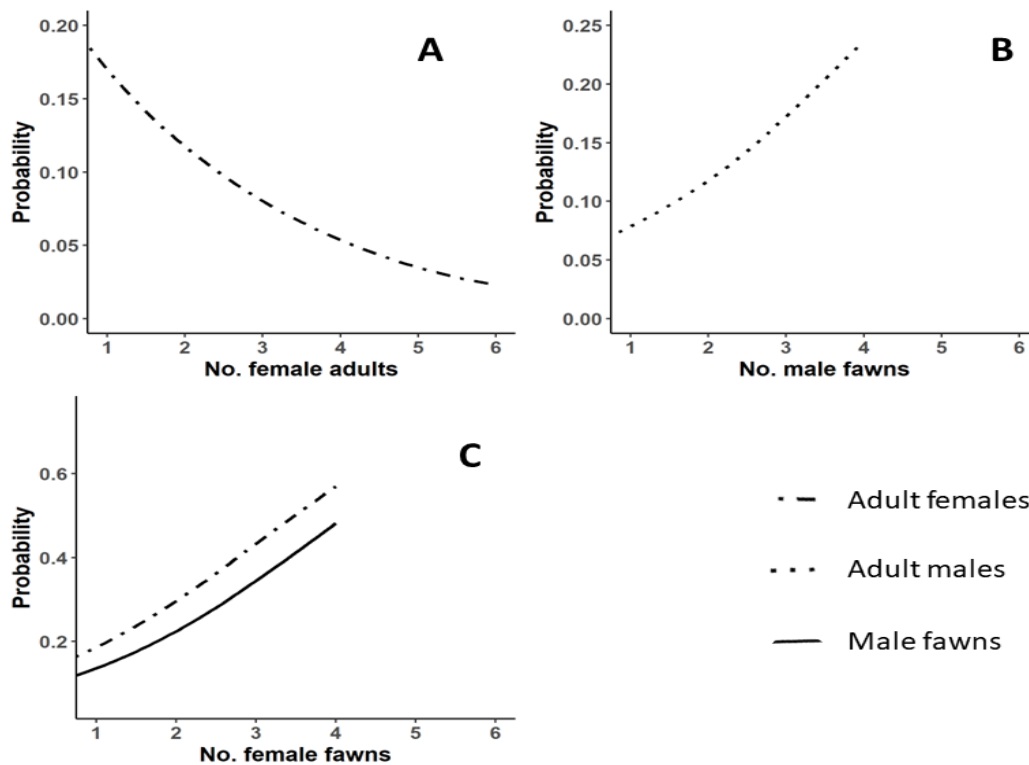 A
Probability
0.20
0.15
0.10
0.05
0.00
1 2 3 4 5 6
No. female adults
B
Probability
0.25
0.20
0.15
0.10
0.05
0.00
1 2 3 4 5 6
No. male fawns
C
Probability
0.6
0.4
0.2
1 2 3 4 5 6
No. female fawns
Adult females
Adult males
Male fawns